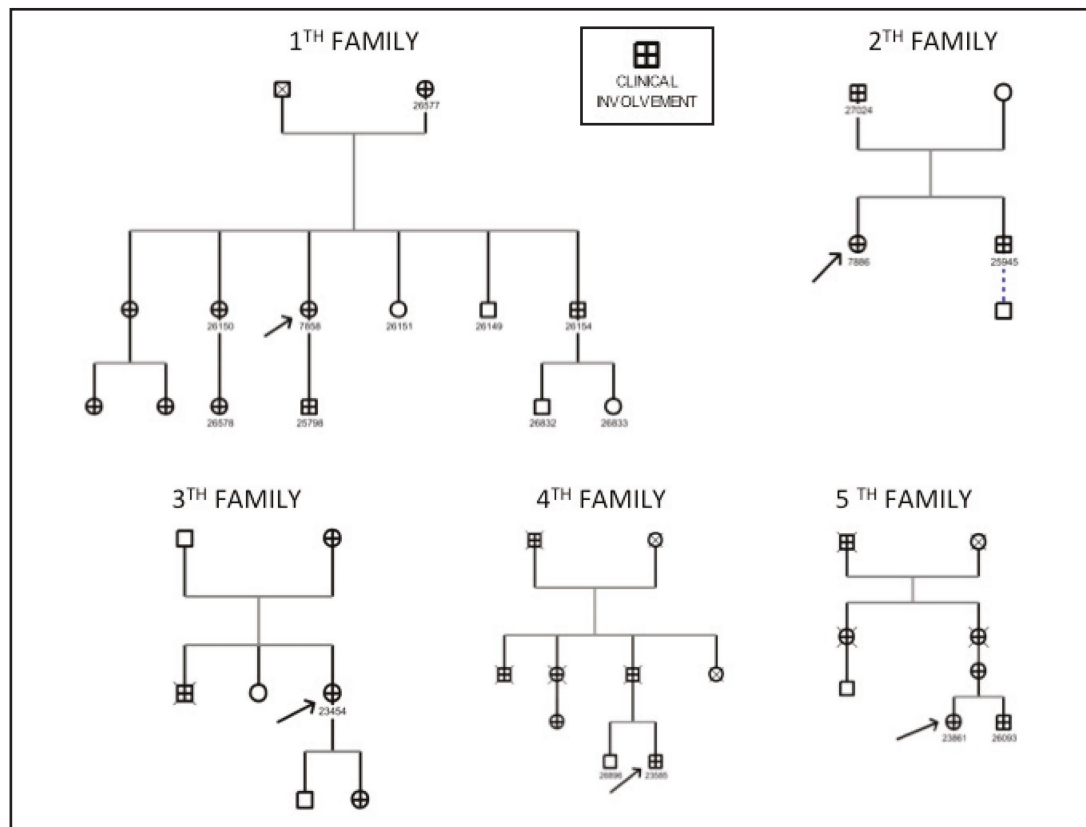 1TH FAMILY
CLINICAL
INVOLVEMENT
2TH FAMILY
26577
27024
7886
25945
26150
7858
26151
26149
26154
26578
25798
26832
26833
3TH FAMILY
4TH FAMILY
5 TH FAMILY
23454
26896
23585
23861
26093